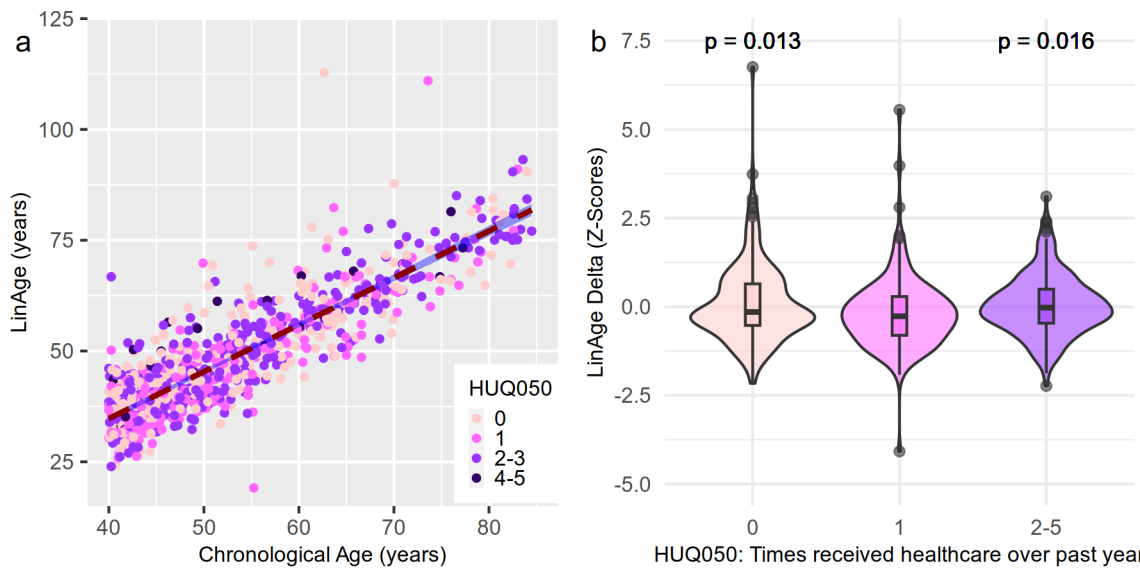 a
125
100
75
50
25
LinAge (years)
40
50
60
70
80
Chronological Age (years)
HUQ050
0
1
2-3
4-5
b
p = 0.013
p = 0.016
7.5
5.0
2.5
0.0
-2.5
-5.0
LinAge Delta (Z-Scores)
0
1
2-5
HUQ050: Times received healthcare over past year